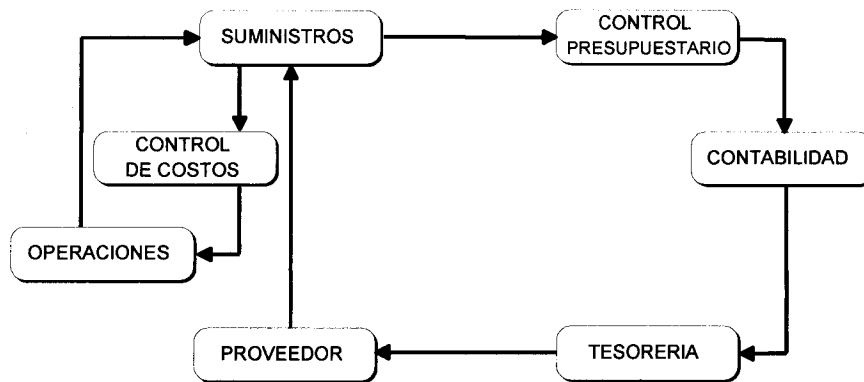 SUMINISTROS
CONTROL
PRESUPUESTARIO
CONTROL
DE COSTOS
CONTABILIDAD
OPERACIONES
PROVEEDOR
TESORERIA